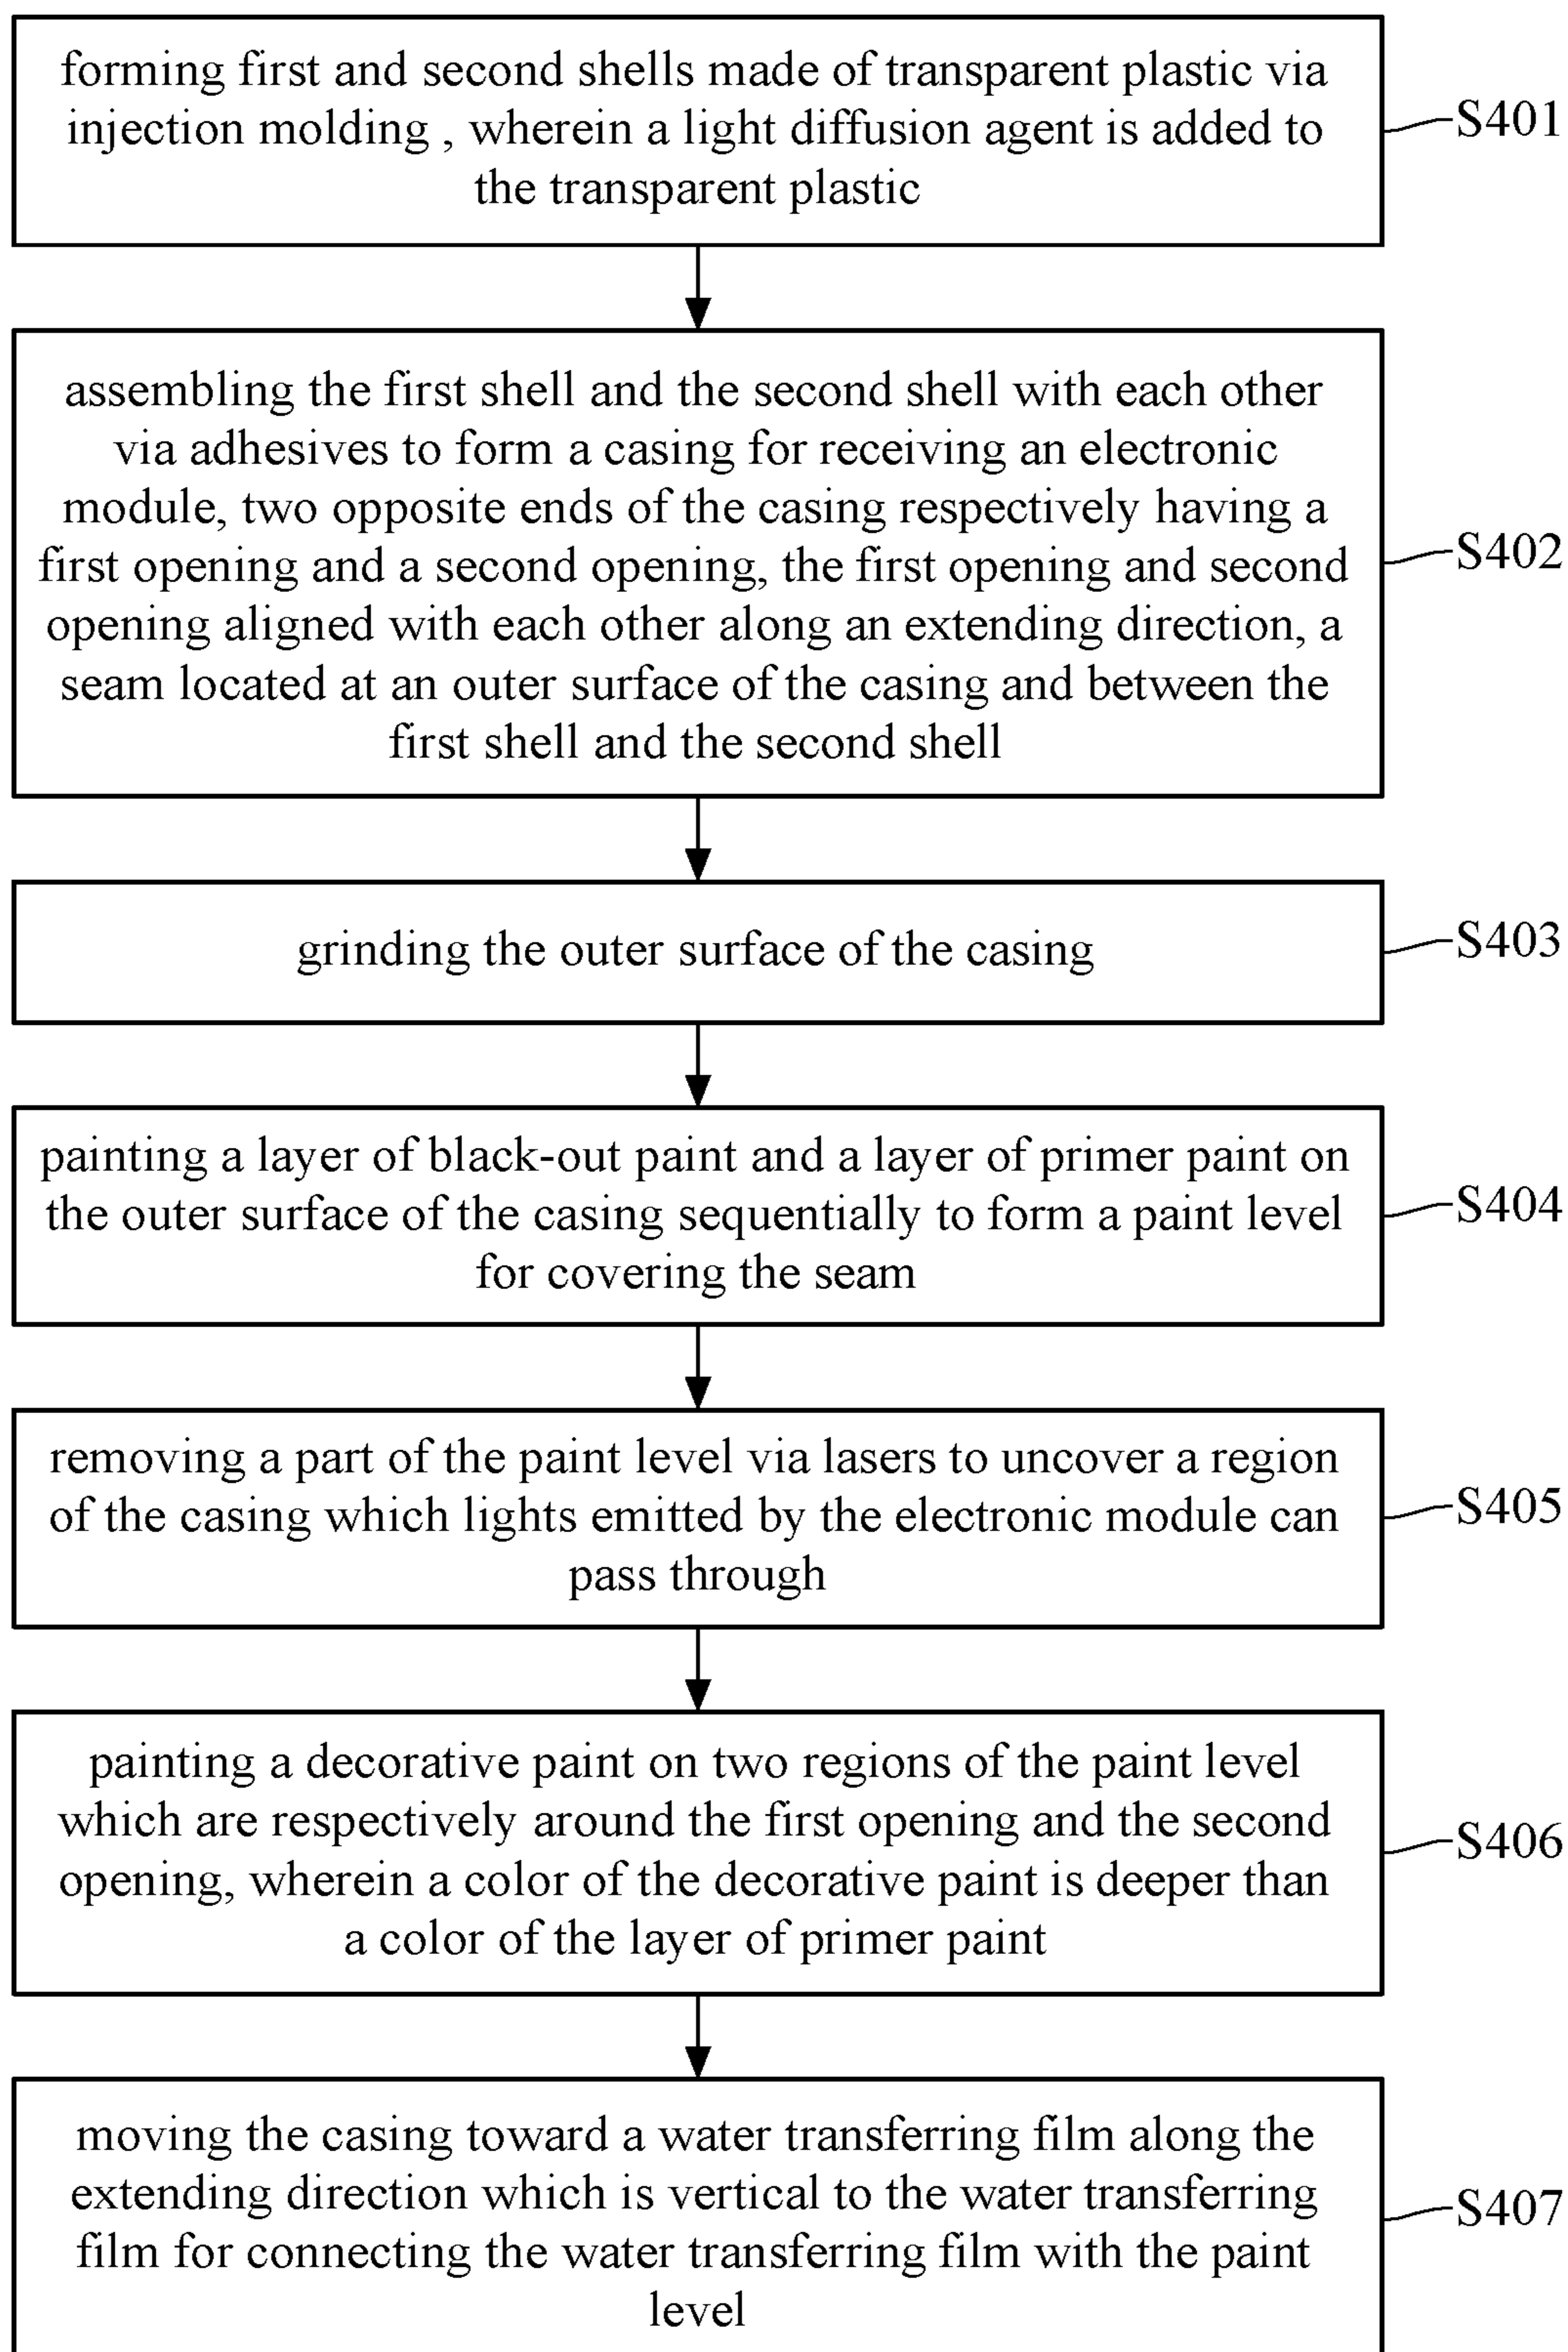 forming first and second shells made of transparent plastic via
injection molding , wherein a light diffusion agent is added to
the transparent plastic
S401
assembling the first shell and the second shell with each other
via adhesives to form a casing for receiving an electronic
module, two opposite ends of the casing respectively having a
first opening and a second opening, the first opening and second
opening aligned with each other along an extending direction, a
seam located at an outer surface of the casing and between the
first shell and the second shell
S402
grinding the outer surface of the casing
S403
painting a layer of black-out paint and a layer of primer paint on
the outer surface of the casing sequentially to form a paint level
for covering the seam
S404
removing a part of the paint level via lasers to uncover a region
of the casing which lights emitted by the electronic module can
pass through
S405
painting a decorative paint on two regions of the paint level
which are respectively around the first opening and the second
opening, wherein a color of the decorative paint is deeper than
a color of the layer of primer paint
S406
moving the casing toward a water transferring film along the
extending direction which is vertical to the water transferring
film for connecting the water transferring film with the paint
level
S407